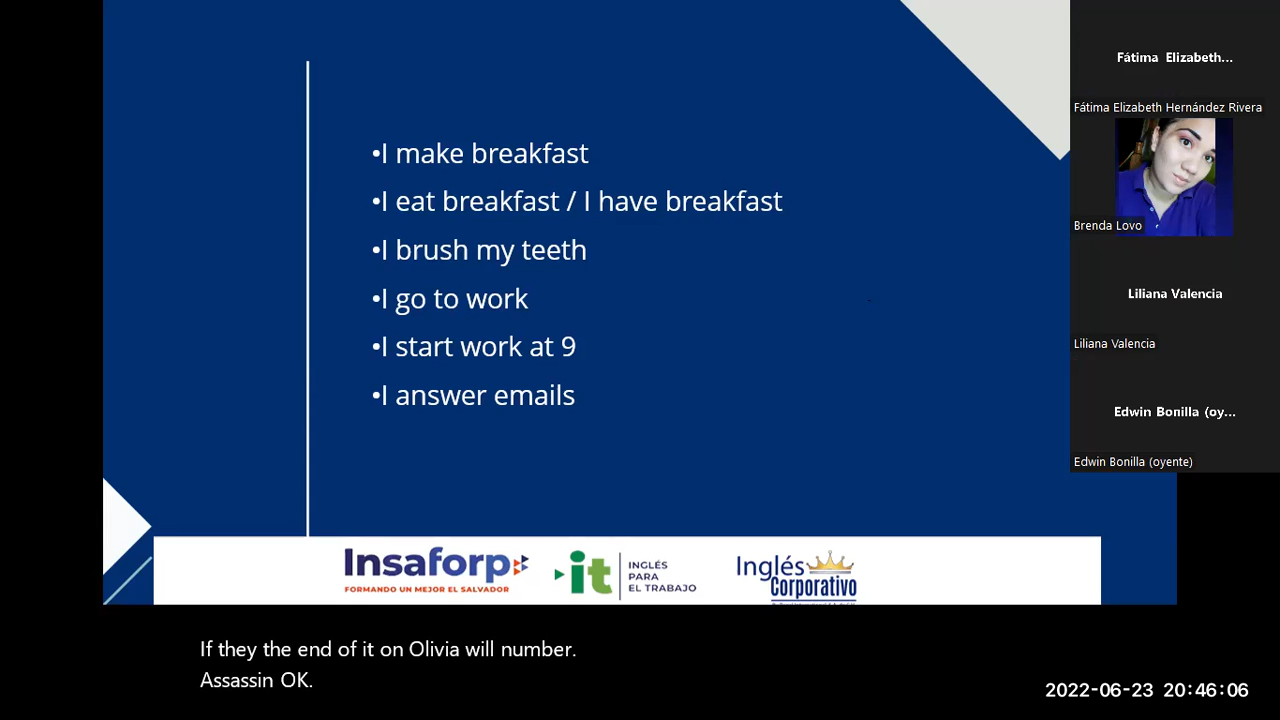 •I make breakfast
•I eat breakfast / I have breakfast
•I brush my teeth
•I go to work
•I start work at 9
•I answer emails
Insaforp
FORMANDO UN MEJOR EL SALVADOR
it
INGLÉS
PARA
EL TRABAJO
Inglés
Corporativo
Fátima Elizabeth...
Fátima Elizabeth Hernández Rivera
Brenda Lovo
Liliana Valencia
Liliana Valencia
Edwin Bonilla (oy...
Edwin Bonilla (oyente)
If they the end of it on Olivia will number.
Assassin OK.
2022-06-23 20:46:06